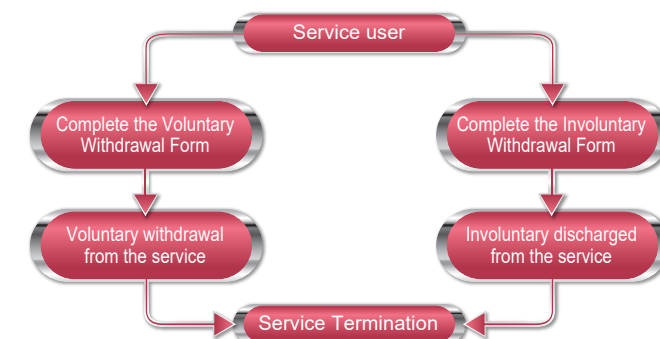 Service user
Complete the Voluntary
Withdrawal Form
Complete the Involuntary
Withdrawal Form
Voluntary withdrawal
from the service
Involuntary discharged
from the service
Service Termination